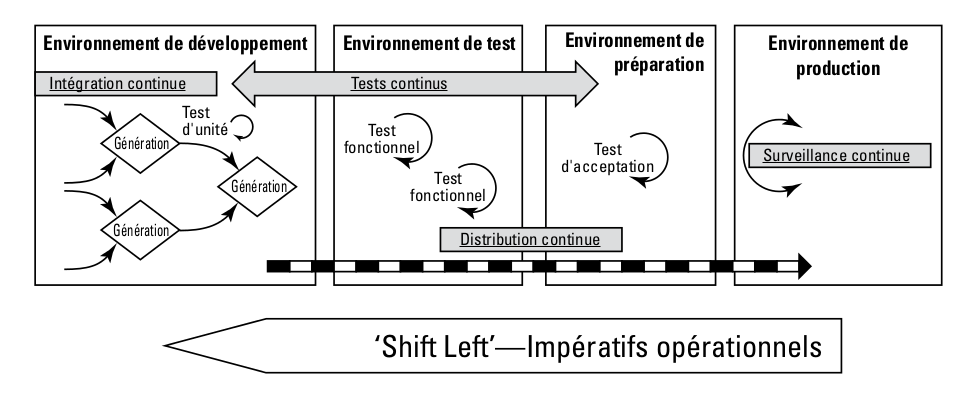 Environnement de développement
Intégration continue
Test
d'unité
Génération
Génération
Génération
Environnement de test
Tests continus
Test
fonctionnel
Test
fonctionnel
Distribution continue
Environnement de
préparation
Test
d'acceptation
Environnement de
production
Surveillance continue
‘Shift Left’—Impératifs opérationnels